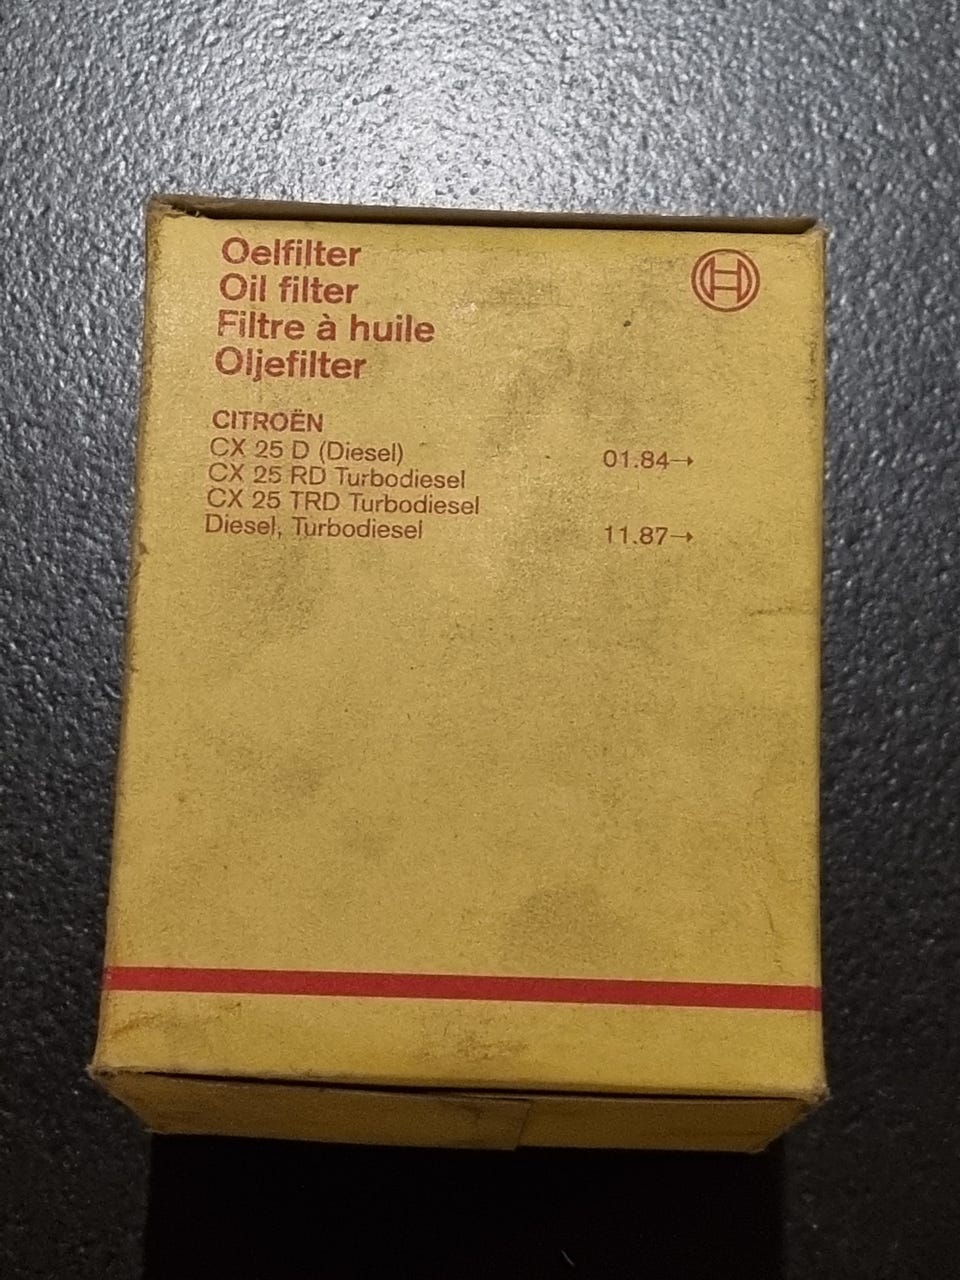 Oelfilter
Oil filter
Filtre à huile
Oljefilter
CITROËN
CX 25 D (Diesel) 01.84→
CX 25 RD Turbodiesel
CX 25 TRD Turbodiesel
Diesel, Turbodiesel 11.87→